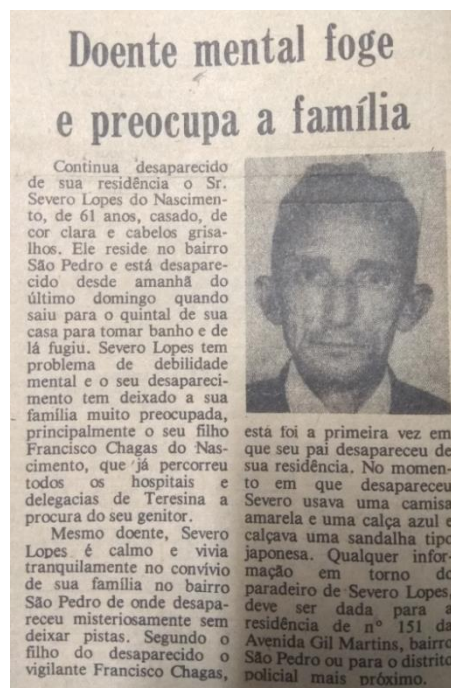 Doente mental foge
e preocupa a família
Continua desaparecido
de sua residência o Sr.
Severo Lopes do Nascimen-
to, de 61 anos, casado, de
cor clara e cabelos grisa-
lhos. Ele reside no bairro
São Pedro e está desapare-
cido desde amanhã do
último domingo quando
saiu para o quintal de sua
casa para tomar banho e de
lá fugiu. Severo Lopes tem
problema de debilidade
mental e o seu desapareci-
mento tem deixado a sua
família muito preocupada,
principalmente o seu filho
Francisco Chagas do Nas-
cimento, que já percorreu
todos os hospitais e
delegacias de Teresina a
procura do seu genitor.
Mesmo doente, Severo
Lopes é calmo e vivia
tranquilamente no convívio
de sua família no bairro
São Pedro de onde desapa-
receu misteriosamente sem
deixar pistas. Segundo o
filho do desaparecido o
vigilante Francisco Chagas,
está foi a primeira vez em
que seu pai desapareceu de
sua residência. No momen-
to em que desapareceu
Severo usava uma camisa
amarela e uma calça azul e
calçava uma sandalha tipo
japonesa. Qualquer infor-
mação em torno do
paradeiro de Severo Lopes,
deve ser dada para a
residência de nº 151 da
Avenida Gil Martins, bairro
São Pedro ou para o distrito
policial mais próximo.